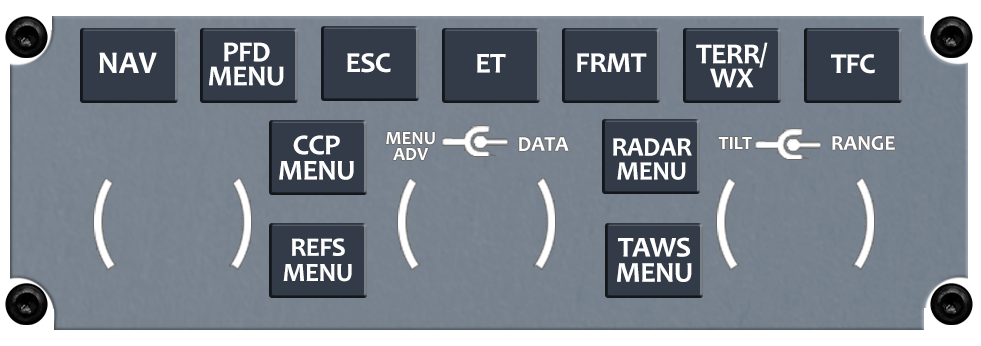 NAV
PFD
MENU
ESC
ET
FRMT
TERR/
WX
TFC
CCP
MENU
MENU
ADV
DATA
RADAR
MENU
TILT
RANGE
REFS
MENU
TAWS
MENU